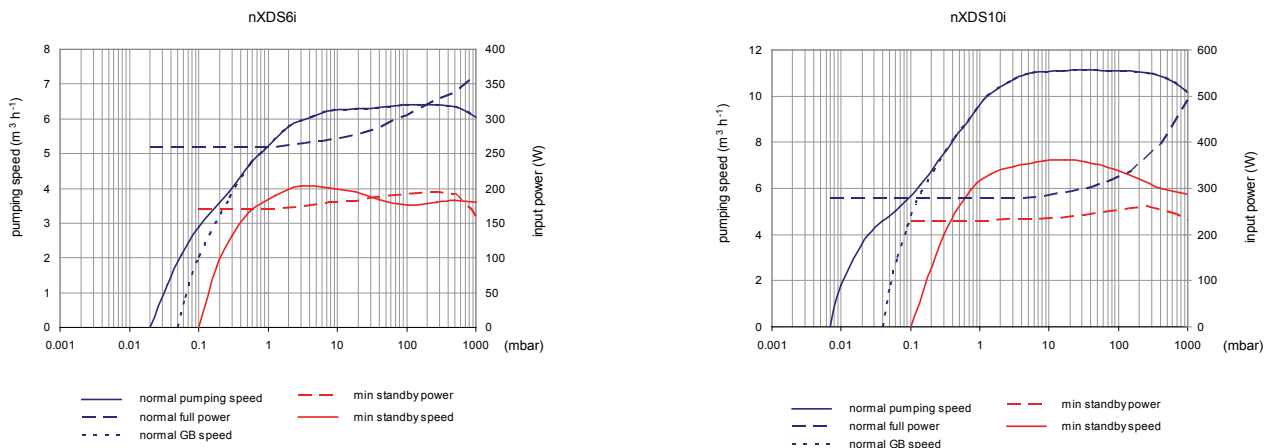 nXDS6i
8
7
6
5
4
3
2
1
0
pumping speed (m³ h⁻¹)
400
350
300
250
200
150
100
50
0
input power (W)
0.001 0.01 0.1 1 10 100 1000 (mbar)
normal pumping speed
normal full power
normal GB speed
min standby power
min standby speed
nXDS10i
12
10
8
6
4
2
0
pumping speed (m³ h⁻¹)
600
500
400
300
200
100
0
input power (W)
0.001 0.01 0.1 1 10 100 1000 (mbar)
normal pumping speed
normal full power
normal GB speed
min standby power
min standby speed